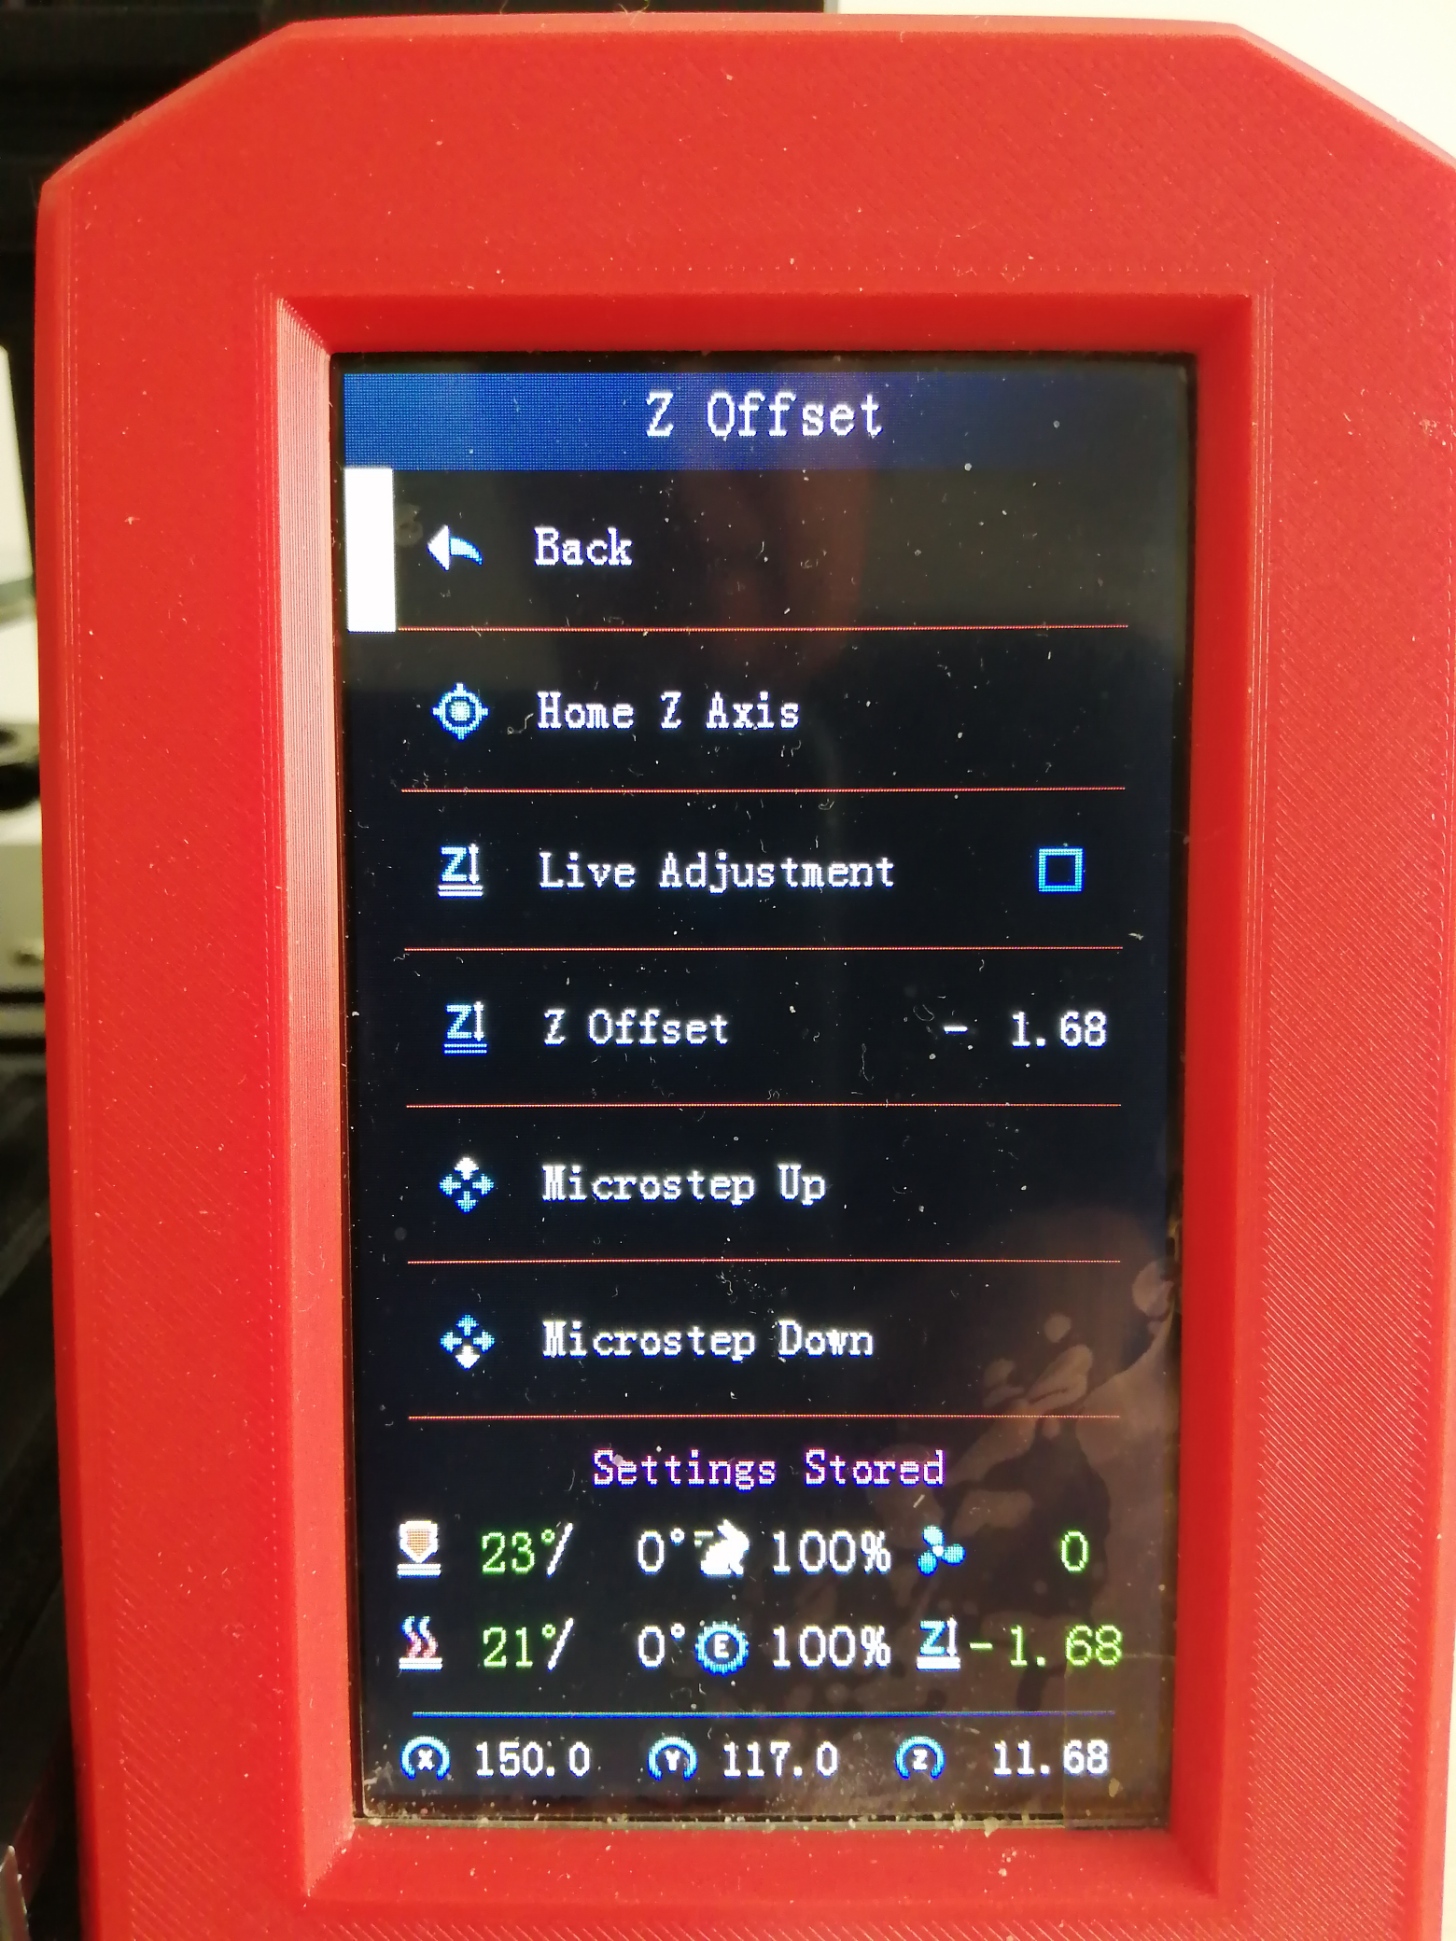 Z Offset
Back
Home Z Axis
Live Adjustment
Z Offset - 1.68
Microstep Up
Microstep Down
Settings Stored
23°/ 0° 100% 0
21°/ 0° E 100% Z -1.68
X 150.0 Y 117.0 Z 11.68